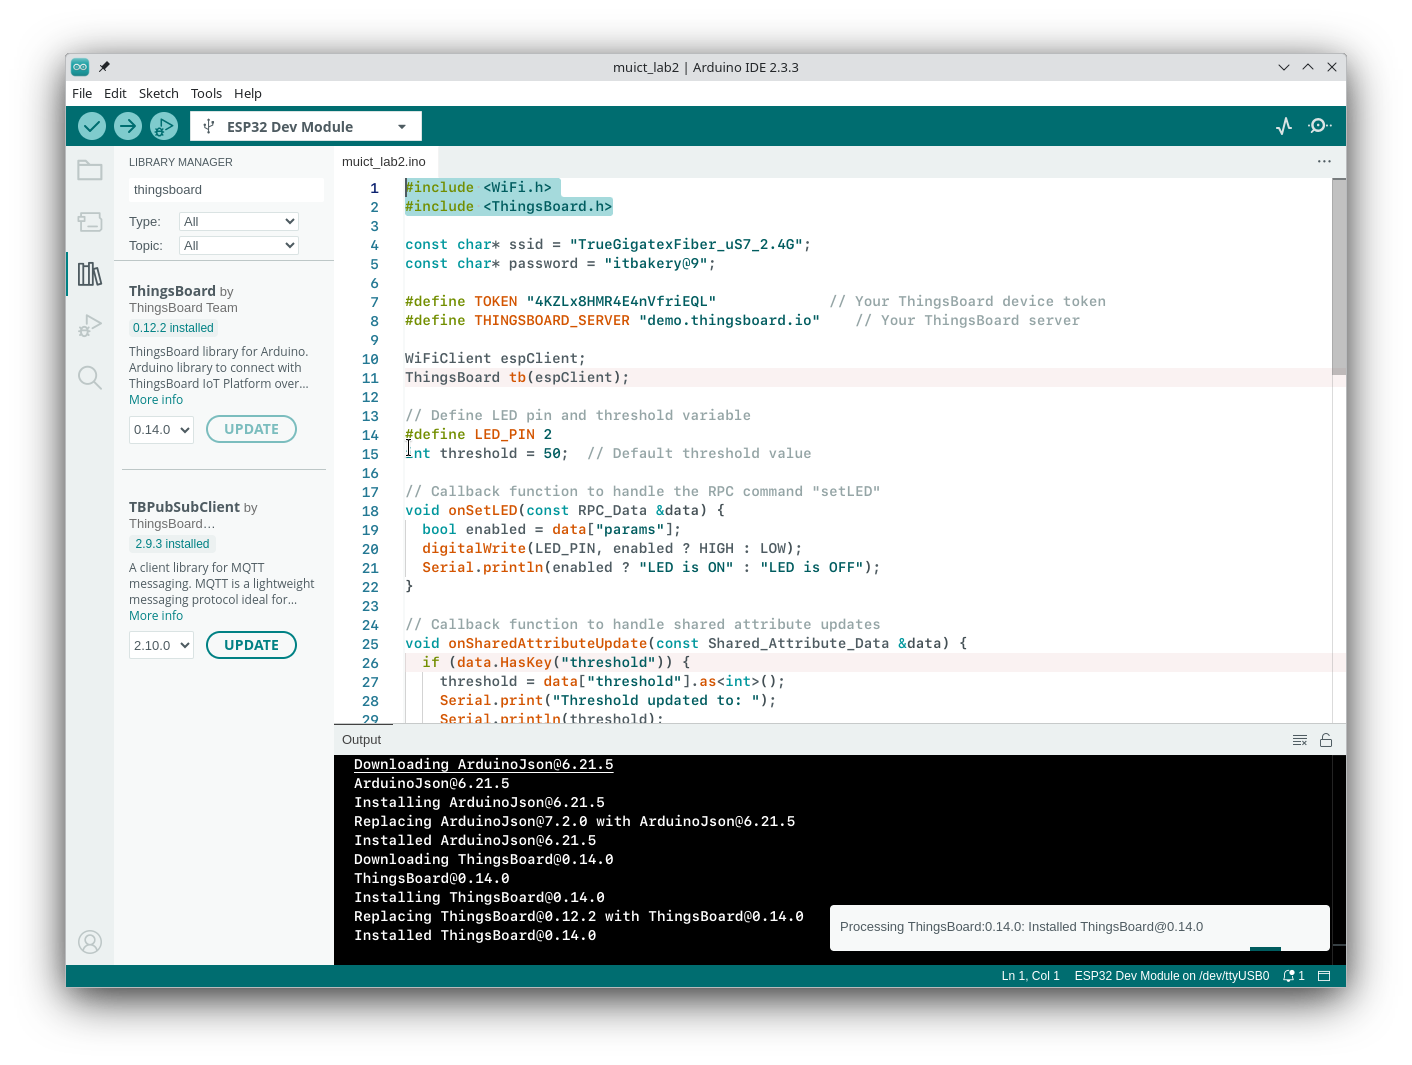 muict_lab2 | Arduino IDE 2.3.3
File Edit Sketch Tools Help
ESP32 Dev Module
LIBRARY MANAGER
thingsboard
Type: All
Topic: All
ThingsBoard by
ThingsBoard Team
0.12.2 installed
ThingsBoard library for Arduino.
Arduino library to connect with
ThingsBoard IoT Platform over...
More info
0.14.0 UPDATE
TBPubSubClient by
ThingsBoard...
2.9.3 installed
A client library for MQTT
messaging. MQTT is a lightweight
messaging protocol ideal for...
More info
2.10.0 UPDATE
muict_lab2.ino
1 #include <WiFi.h>
2 #include <ThingsBoard.h>
3
4 const char* ssid = "TrueGigatexFiber_uS7_2.4G";
5 const char* password = "itbakery@9";
6
7 #define TOKEN "4KZLx8HMR4E4nVfriEQL" // Your ThingsBoard device token
8 #define THINGSBOARD_SERVER "demo.thingsboard.io" // Your ThingsBoard server
9
10 WiFiClient espClient;
11 ThingsBoard tb(espClient);
12
13 // Define LED pin and threshold variable
14 #define LED_PIN 2
15 int threshold = 50; // Default threshold value
16
17 // Callback function to handle the RPC command "setLED"
18 void onSetLED(const RPC_Data &data) {
19 bool enabled = data["params"];
20 digitalWrite(LED_PIN, enabled ? HIGH : LOW);
21 Serial.println(enabled ? "LED is ON" : "LED is OFF");
22 }
23
24 // Callback function to handle shared attribute updates
25 void onSharedAttributeUpdate(const Shared_Attribute_Data &data) {
26 if (data.HasKey("threshold")) {
27 threshold = data["threshold"].as<int>();
28 Serial.print("Threshold updated to: ");
29 Serial.println(threshold);
Output
Downloading ArduinoJson@6.21.5
ArduinoJson@6.21.5
Installing ArduinoJson@6.21.5
Replacing ArduinoJson@7.2.0 with ArduinoJson@6.21.5
Installed ArduinoJson@6.21.5
Downloading ThingsBoard@0.14.0
ThingsBoard@0.14.0
Installing ThingsBoard@0.14.0
Replacing ThingsBoard@0.12.2 with ThingsBoard@0.14.0
Installed ThingsBoard@0.14.0
Processing ThingsBoard:0.14.0: Installed ThingsBoard@0.14.0
Ln 1, Col 1 ESP32 Dev Module on /dev/ttyUSB0 1